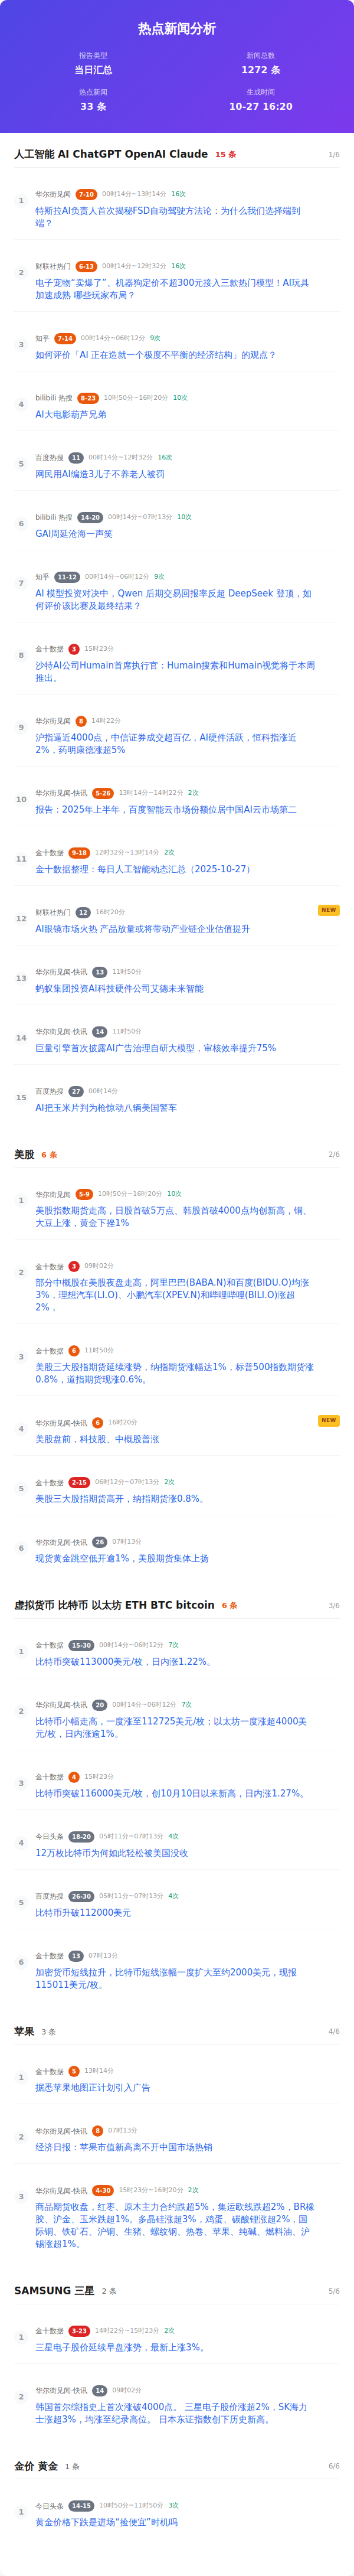 热点新闻分析
报告类型
当日汇总
新闻总数
1272 条
热点新闻
33 条
生成时间
10-27 16:20
人工智能 AI ChatGPT OpenAI Claude 15 条 1/6
1
华尔街见闻 7-10 00时14分~13时14分 16次
特斯拉AI负责人首次揭秘FSD自动驾驶方法论：为什么我们选择端到
端？
2
财联社热门 6-13 00时14分~12时32分 16次
电子宠物“卖爆了”、机器狗定价不超300元接入三款热门模型！AI玩具
加速成熟 哪些玩家布局？
3
知乎 7-14 00时14分~06时12分 9次
如何评价「AI 正在造就一个极度不平衡的经济结构」的观点？
4
bilibili 热搜 8-23 10时50分~16时20分 10次
AI大电影葫芦兄弟
5
百度热搜 11 00时14分~12时32分 16次
网民用AI编造3儿子不养老人被罚
6
bilibili 热搜 14-20 00时14分~07时13分 10次
GAI周延沧海一声笑
7
知乎 11-12 00时14分~06时12分 9次
AI 模型投资对决中，Qwen 后期交易回报率反超 DeepSeek 登顶，如
何评价该比赛及最终结果？
8
金十数据 3 15时23分
沙特AI公司Humain首席执行官：Humain搜索和Humain视觉将于本周
推出。
9
华尔街见闻 8 14时22分
沪指逼近4000点，中信证券成交超百亿，AI硬件活跃，恒科指涨近
2%，药明康德涨超5%
10
华尔街见闻-快讯 5-26 13时14分~14时22分 2次
报告：2025年上半年，百度智能云市场份额位居中国AI云市场第二
11
金十数据 9-18 12时32分~13时14分 2次
金十数据整理：每日人工智能动态汇总（2025-10-27）
12
财联社热门 12 16时20分 NEW
AI眼镜市场火热 产品放量或将带动产业链企业估值提升
13
华尔街见闻-快讯 13 11时50分
蚂蚁集团投资AI科技硬件公司艾德未来智能
14
华尔街见闻-快讯 14 11时50分
巨量引擎首次披露AI广告治理自研大模型，审核效率提升75%
15
百度热搜 27 00时14分
AI把玉米片判为枪惊动八辆美国警车
美股 6 条 2/6
1
华尔街见闻 5-9 10时50分~16时20分 10次
美股指数期货走高，日股首破5万点、韩股首破4000点均创新高，铜、
大豆上涨，黄金下挫1%
2
金十数据 3 09时02分
部分中概股在美股夜盘走高，阿里巴巴(BABA.N)和百度(BIDU.O)均涨
3%，理想汽车(LI.O)、小鹏汽车(XPEV.N)和哔哩哔哩(BILI.O)涨超
2%，
3
金十数据 6 11时50分
美股三大股指期货延续涨势，纳指期货涨幅达1%，标普500指数期货涨
0.8%，道指期货现涨0.6%。
4
华尔街见闻-快讯 6 16时20分 NEW
美股盘前，科技股、中概股普涨
5
金十数据 2-15 06时12分~07时13分 2次
美股三大股指期货高开，纳指期货涨0.8%。
6
华尔街见闻-快讯 26 07时13分
现货黄金跳空低开逾1%，美股期货集体上扬
虚拟货币 比特币 以太坊 ETH BTC bitcoin 6 条 3/6
1
金十数据 15-30 00时14分~06时12分 7次
比特币突破113000美元/枚，日内涨1.22%。
2
华尔街见闻-快讯 20 00时14分~06时12分 7次
比特币小幅走高，一度涨至112725美元/枚；以太坊一度涨超4000美
元/枚，日内涨逾1%。
3
金十数据 4 15时23分
比特币突破116000美元/枚，创10月10日以来新高，日内涨1.27%。
4
今日头条 18-20 05时11分~07时13分 4次
12万枚比特币为何如此轻松被美国没收
5
百度热搜 26-30 05时11分~07时13分 4次
比特币升破112000美元
6
金十数据 13 07时13分
加密货币短线拉升，比特币短线涨幅一度扩大至约2000美元，现报
115011美元/枚。
苹果 3 条 4/6
1
金十数据 5 13时14分
据悉苹果地图正计划引入广告
2
华尔街见闻-快讯 8 07时13分
经济日报：苹果市值新高离不开中国市场热销
3
华尔街见闻-快讯 4-30 15时23分~16时20分 2次
商品期货收盘，红枣、原木主力合约跌超5%，集运欧线跌超2%，BR橡
胶、沪金、玉米跌超1%。多晶硅涨超3%，鸡蛋、碳酸锂涨超2%，国
际铜、铁矿石、沪铜、生猪、螺纹钢、热卷、苹果、纯碱、燃料油、沪
锡涨超1%。
SAMSUNG 三星 2 条 5/6
1
金十数据 3-23 14时22分~15时23分 2次
三星电子股价延续早盘涨势，最新上涨3%。
2
华尔街见闻-快讯 14 09时02分
韩国首尔综指史上首次涨破4000点。 三星电子股价涨超2%，SK海力
士涨超3%，均涨至纪录高位。 日本东证指数创下历史新高。
金价 黄金 1 条 6/6
1
今日头条 14-15 10时50分~11时50分 3次
黄金价格下跌是进场“捡便宜”时机吗